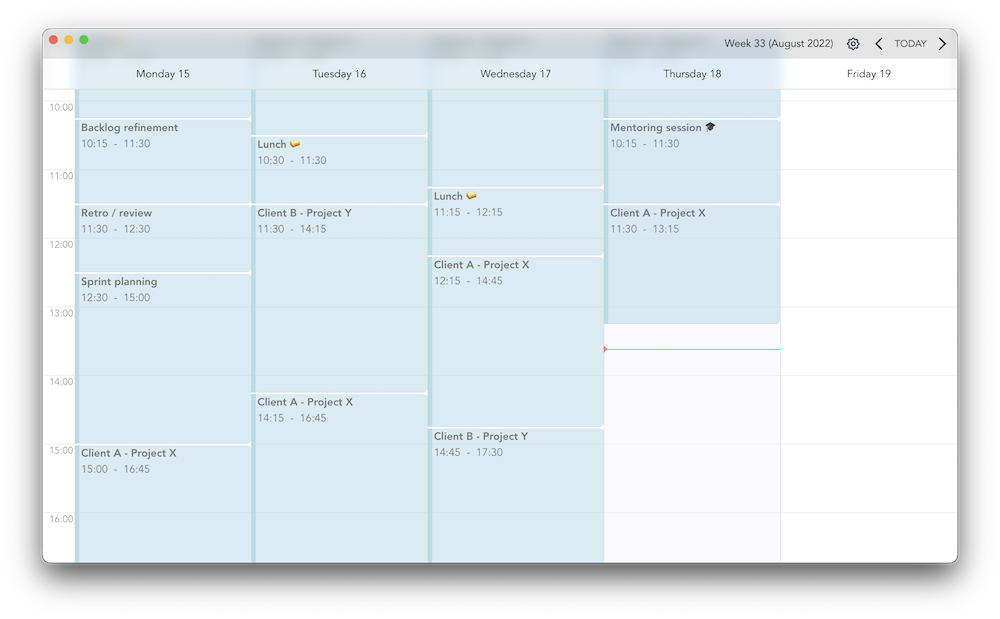 Week 33 (August 2022)
TODAY
Monday 15
Tuesday 16
Wednesday 17
Thursday 18
Friday 19
10:00
11:00
12:00
13:00
14:00
15:00
16:00
Backlog refinement
10:15 - 11:30
Retro / review
11:30 - 12:30
Sprint planning
12:30 - 15:00
Client A - Project X
15:00 - 16:45
Lunch 🥪
10:30 - 11:30
Client B - Project Y
11:30 - 14:15
Client A - Project X
14:15 - 16:45
Lunch 🥪
11:15 - 12:15
Client A - Project X
12:15 - 14:45
Client B - Project Y
14:45 - 17:30
Mentoring session 🎓
10:15 - 11:30
Client A - Project X
11:30 - 13:15